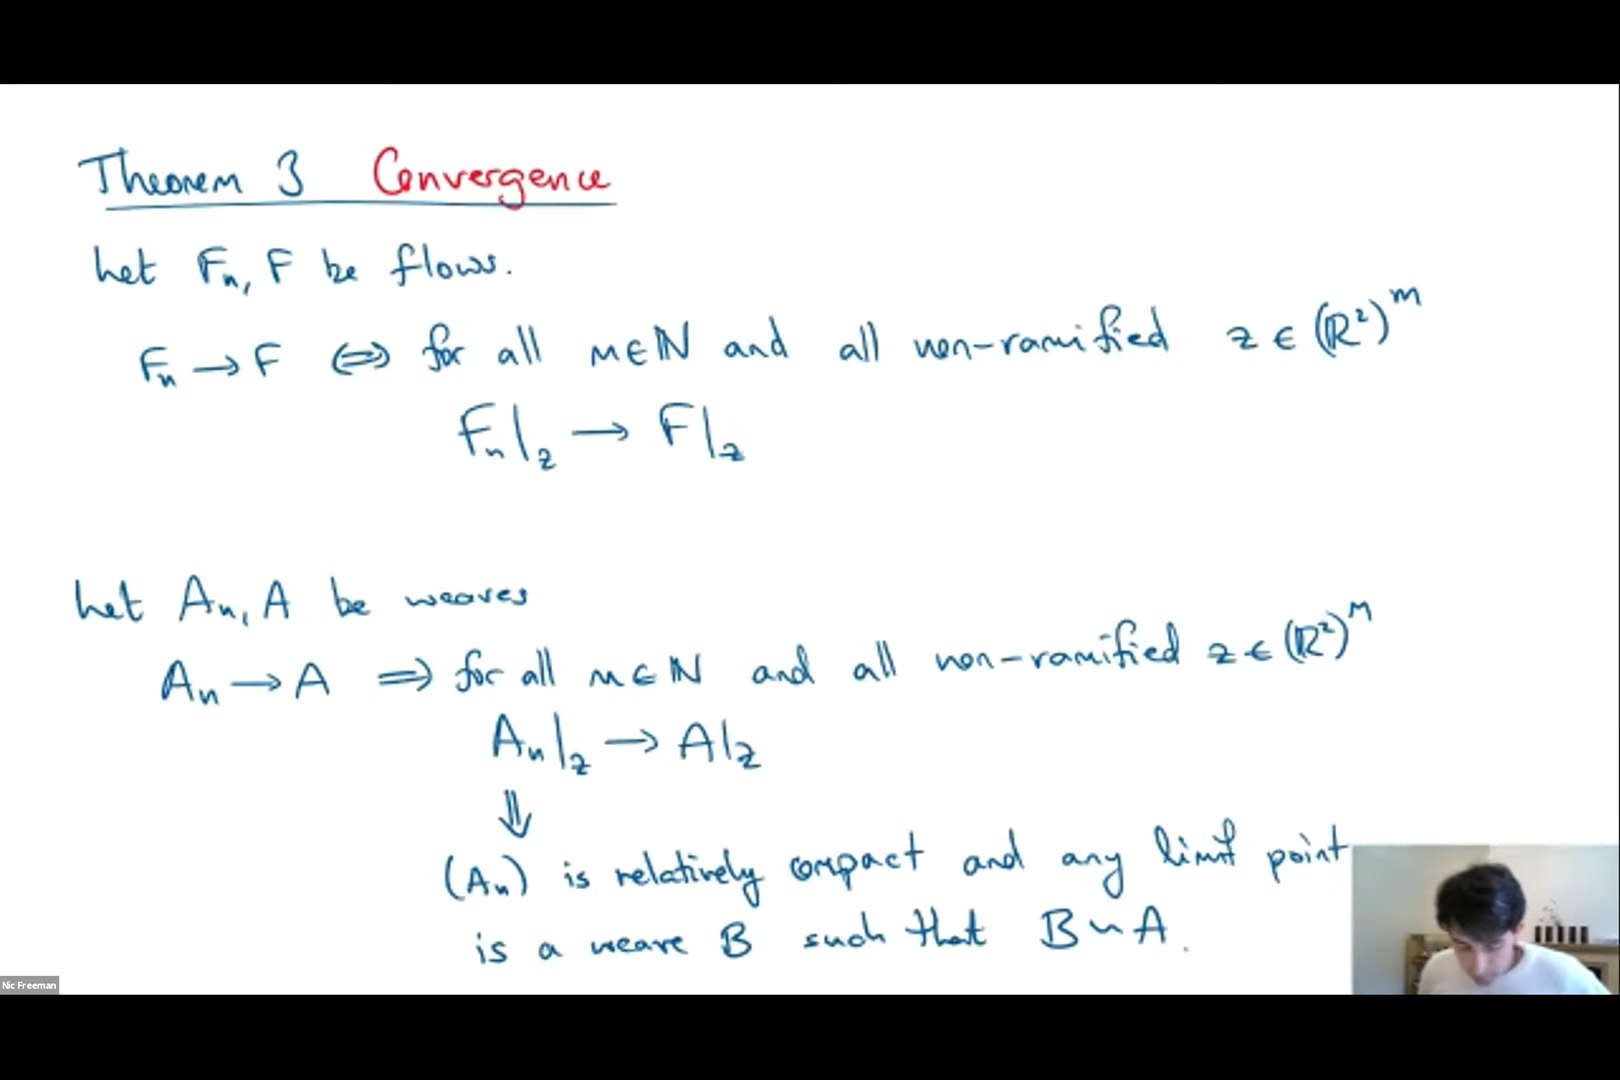 Theorem 3 Convergence
Let Fn, F be flows.
Fn → F ⇔ for all m∈ℕ and all non-ramified z ∈ (ℝ²)^m
Fn|z → F|z
Let An, A be weaves
An → A ⇒ for all m∈ℕ and all non-ramified z ∈ (ℝ²)^m
An|z → A|z
⇓
(An) is relatively compact and any limit point
is a weave B such that B ~ A.
Nic Freeman